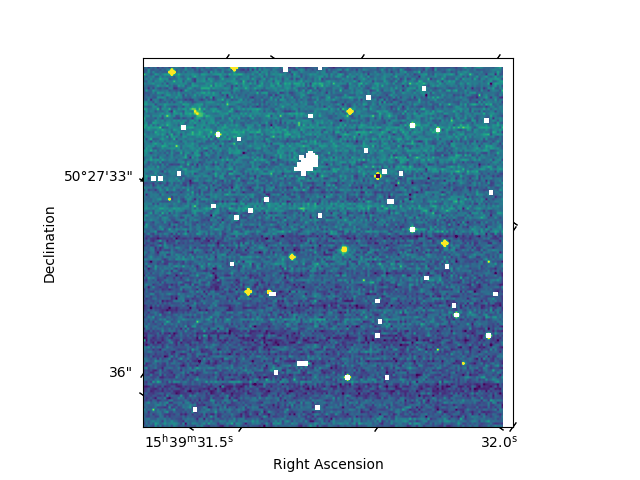 50°27'33"
Declination
36"
15ʰ39ᵐ31.5ˢ
32.0ˢ
Right Ascension